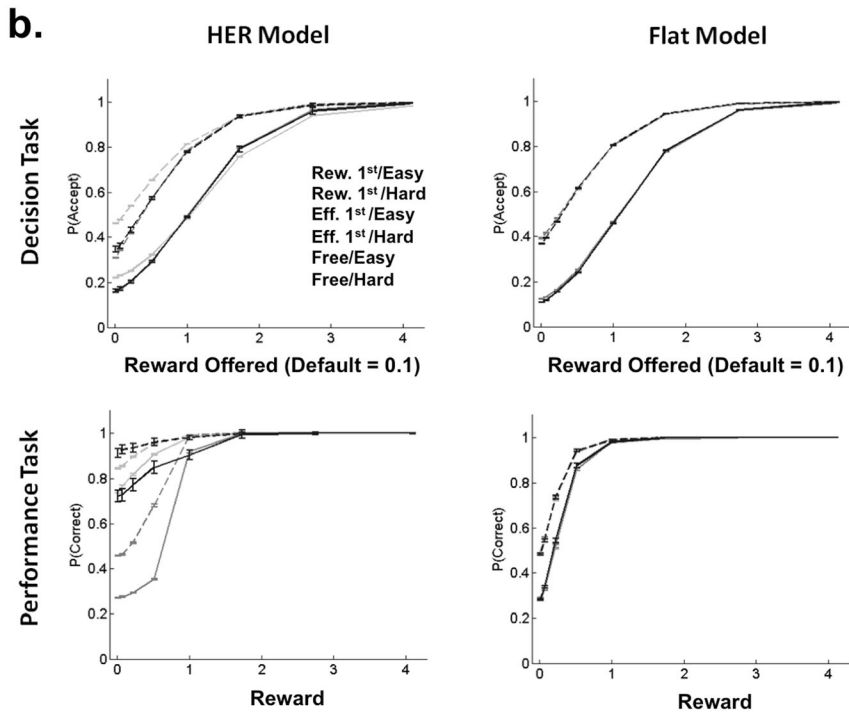 b.
HER Model
Flat Model
Decision Task
P(Accept)
1
0.8
0.6
0.4
0.2
0
0 1 2 3 4
Reward Offered (Default = 0.1)
Rew. 1st/Easy
Rew. 1st/Hard
Eff. 1st/Easy
Eff. 1st/Hard
Free/Easy
Free/Hard
P(Accept)
1
0.8
0.6
0.4
0.2
0
0 1 2 3 4
Reward Offered (Default = 0.1)
Performance Task
P(Correct)
1
0.8
0.6
0.4
0.2
0
0 1 2 3 4
Reward
P(Correct)
1
0.8
0.6
0.4
0.2
0
0 1 2 3 4
Reward